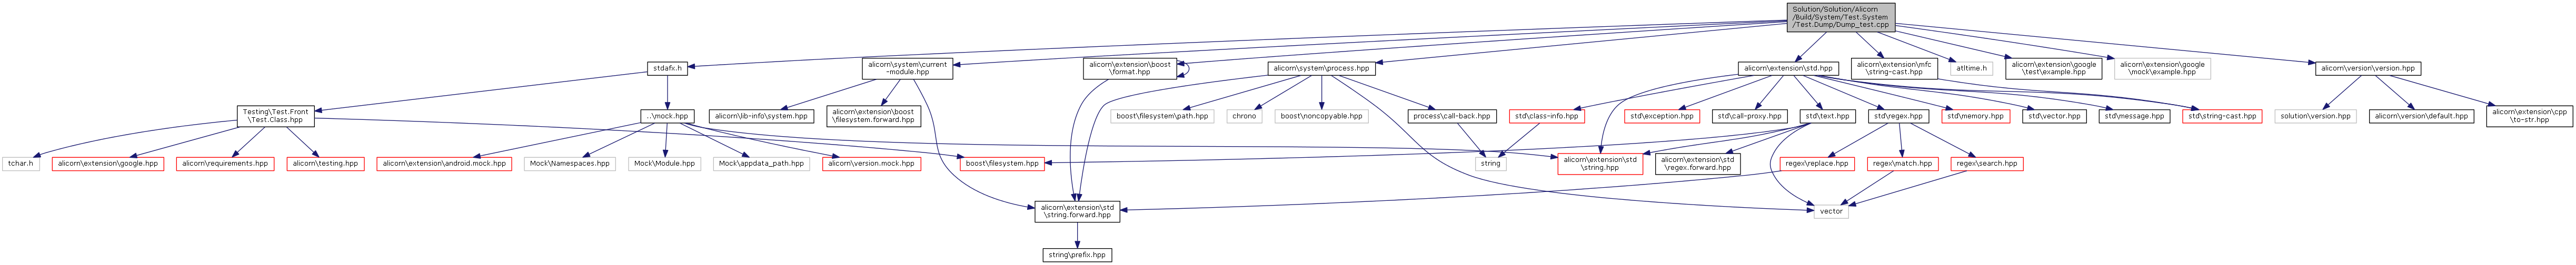 Solution/Solution/Alicorn
/Build/System/Test.System
/Test.Dump/Dump_test.cpp
stdafx.h
alicorn\system\current
-module.hpp
alicorn\extension\boost
\format.hpp
alicorn\system\process.hpp
alicorn\extension\std.hpp
alicorn\extension\mfc
\string-cast.hpp
atltime.h
alicorn\extension\google
\test\example.hpp
alicorn\extension\google
\mock\example.hpp
alicorn\version\version.hpp
Testing\Test.Front
\Test.Class.hpp
..\mock.hpp
alicorn\lib-info\system.hpp
alicorn\extension\boost
\filesystem.forward.hpp
boost\filesystem\path.hpp
chrono
boost\noncopyable.hpp
process\call-back.hpp
std\class-info.hpp
std\exception.hpp
std\call-proxy.hpp
std\text.hpp
std\regex.hpp
std\memory.hpp
std\vector.hpp
std\message.hpp
std\string-cast.hpp
solution\version.hpp
alicorn\version\default.hpp
alicorn\extension\cpp
\to-str.hpp
tchar.h
alicorn\extension\google.hpp
alicorn\requirements.hpp
alicorn\testing.hpp
alicorn\extension\android.mock.hpp
Mock\Namespaces.hpp
Mock\Module.hpp
Mock\appdata_path.hpp
alicorn\version.mock.hpp
boost\filesystem.hpp
string
alicorn\extension\std
\string.hpp
alicorn\extension\std
\regex.forward.hpp
regex\replace.hpp
regex\match.hpp
regex\search.hpp
alicorn\extension\std
\string.forward.hpp
vector
string\prefix.hpp